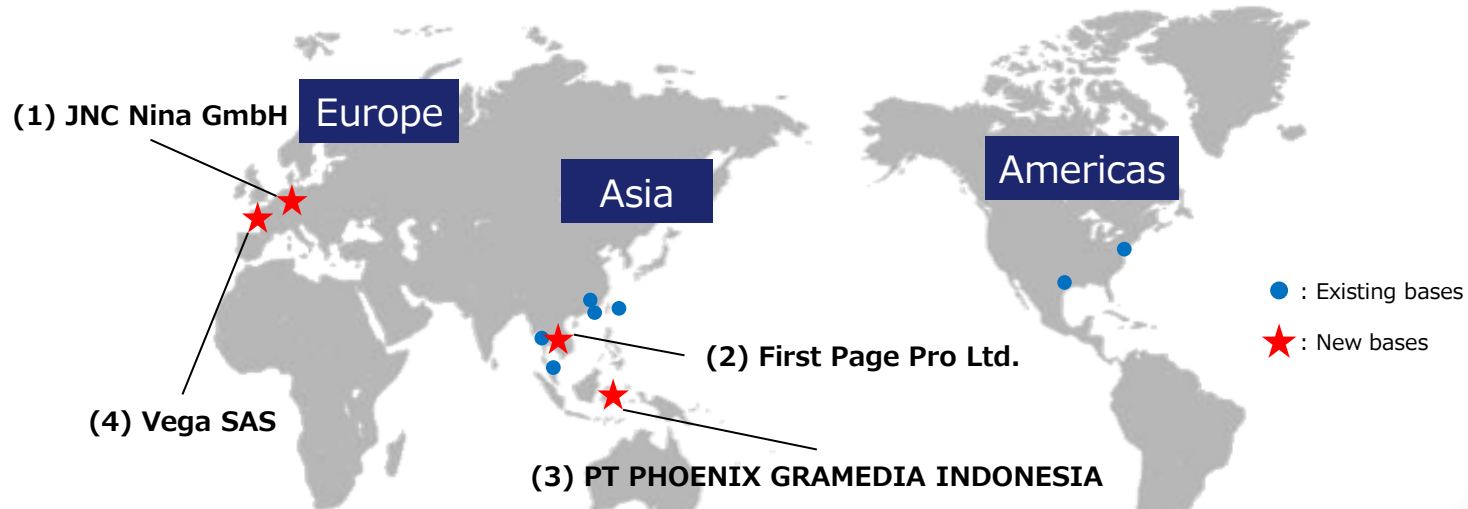 (1) JNC Nina GmbH
Europe
Asia
Americas
: Existing bases
: New bases
(2) First Page Pro Ltd.
(4) Vega SAS
(3) PT PHOENIX GRAMEDIA INDONESIA